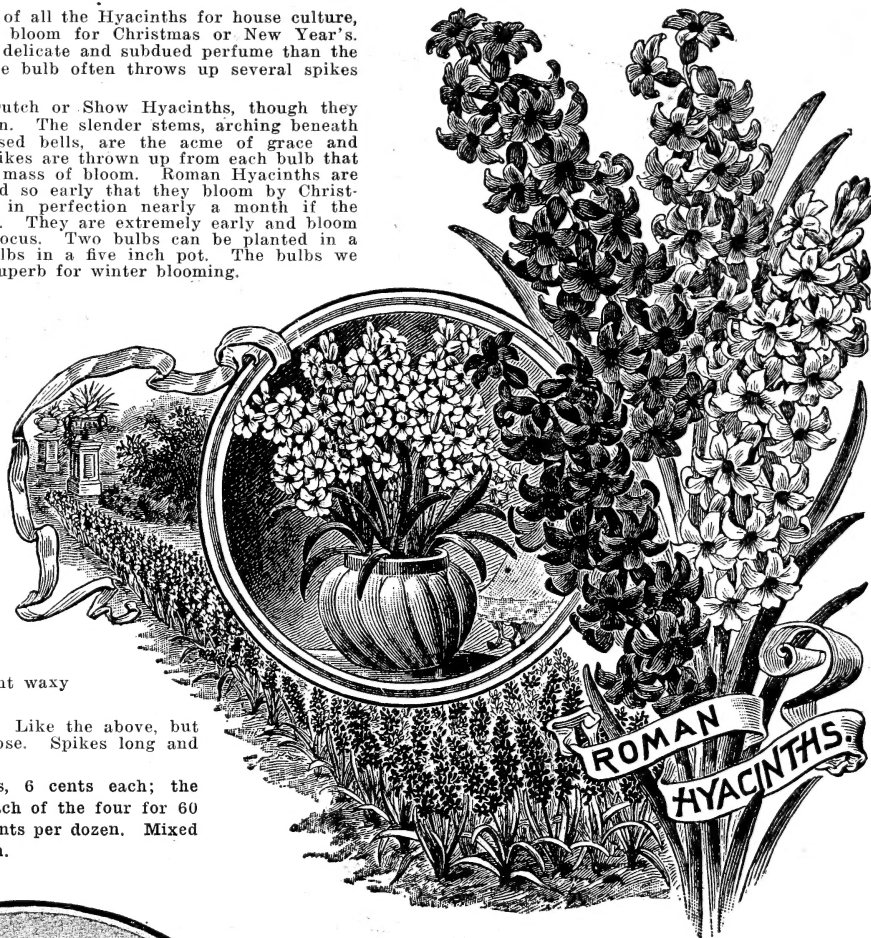 of all the Hyacinths for house culture,
bloom for Christmas or New Year's.
delicate and subdued perfume than the
e bulb often throws up several spikes
utch or Show Hyacinths, though they
n. The slender stems, arching beneath
sed bells, are the acme of grace and
ikes are thrown up from each bulb that
mass of bloom. Roman Hyacinths are
d so early that they bloom by Christ-
in perfection nearly a month if the
. They are extremely early and bloom
ocus. Two bulbs can be planted in a
lbs in a five inch pot. The bulbs we
uperb for winter blooming.
nt waxy
Like the above, but
ose. Spikes long and
s, 6 cents each; the
ch of the four for 60
nts per dozen. Mixed
n.
ROMAN
HYACINTHS.